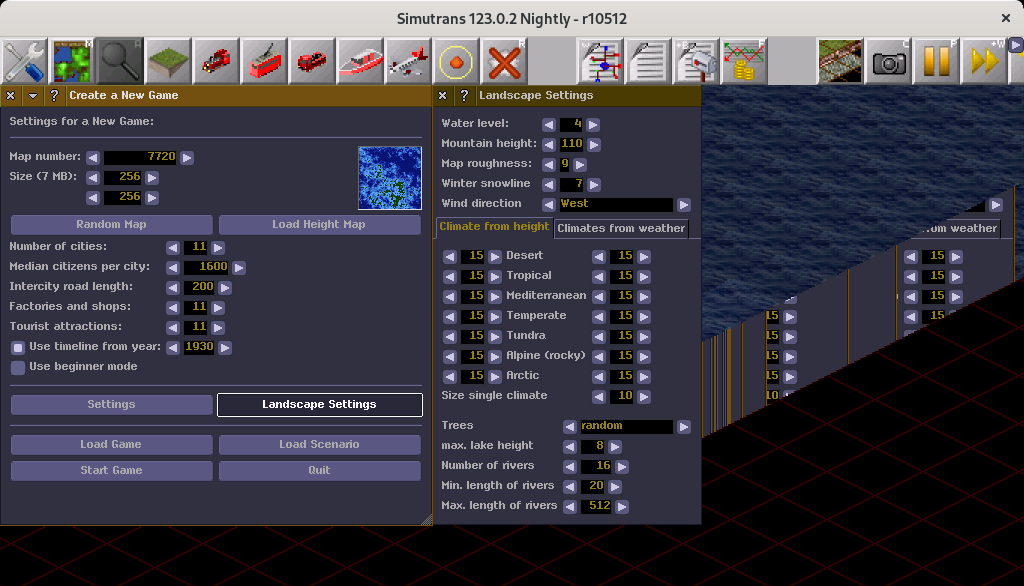 Simutrans 123.0.2 Nightly - r10512
Create a New Game
Settings for a New Game:
Map number: 7720
Size (7 MB): 256
256
Random Map Load Height Map
Number of cities: 11
Median citizens per city: 1600
Intercity road length: 200
Factories and shops: 11
Tourist attractions: 11
Use timeline from year: 1930
Use beginner mode
Settings Landscape Settings
Load Game Load Scenario
Start Game Quit
Landscape Settings
Water level: 4
Mountain height: 110
Map roughness: 9
Winter snowline 7
Wind direction West
Climate from height Climates from weather
15 Desert 15
15 Tropical 15
15 Mediterranean 15
15 Temperate 15
15 Tundra 15
15 Alpine (rocky) 15
15 Arctic 15
Size single climate 10
Trees random
max. lake height 8
Number of rivers 16
Min. length of rivers 20
Max. length of rivers 512
from weather
15
15
15
15
15
15
15
15
10